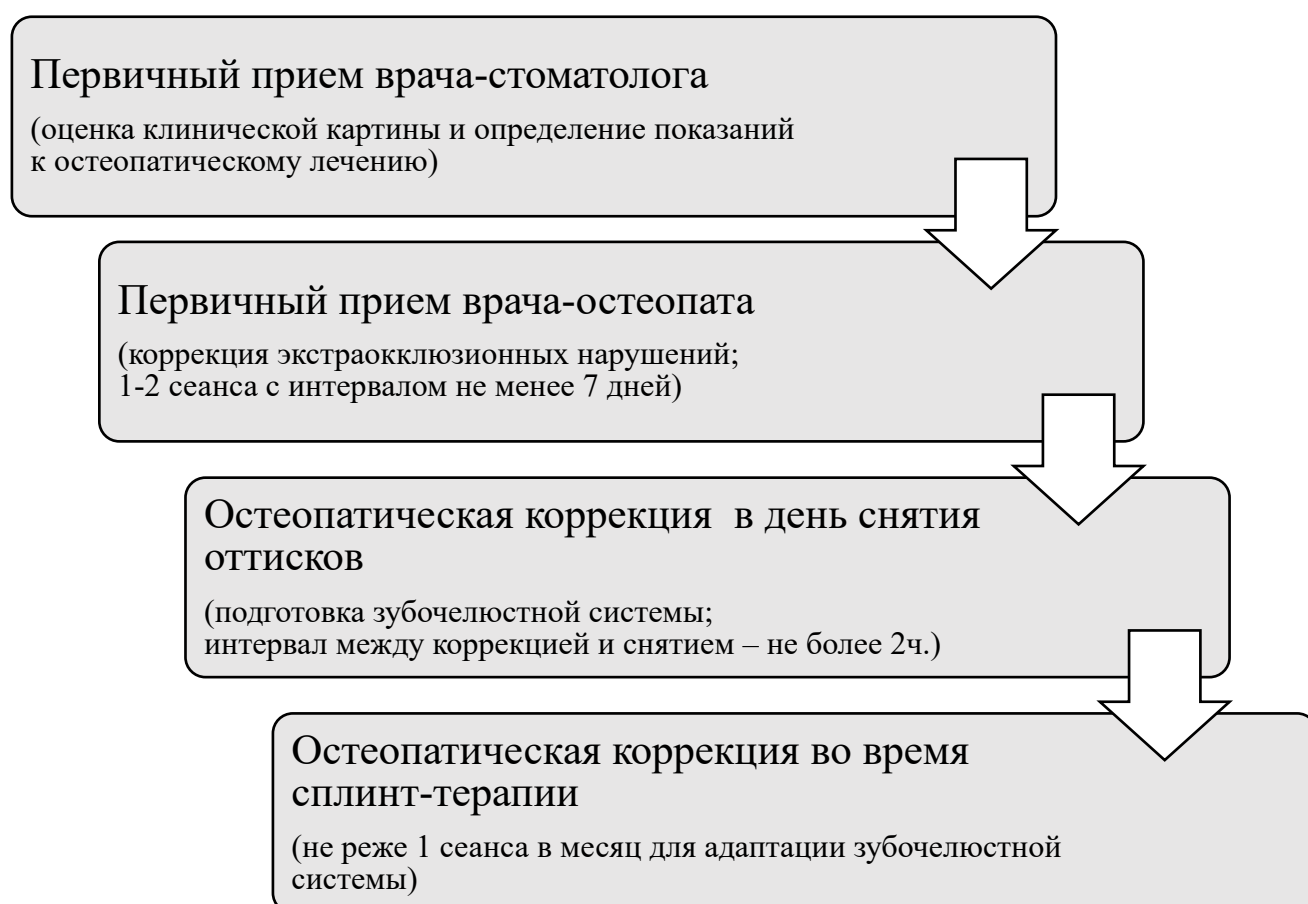 Первичный прием врача-стоматолога
(оценка клинической картины и определение показаний
к остеопатическому лечению)
Первичный прием врача-остеопата
(коррекция экстраокклюзионных нарушений;
1-2 сеанса с интервалом не менее 7 дней)
Остеопатическая коррекция  в день снятия
оттисков
(подготовка зубочелюстной системы;
интервал между коррекцией и снятием – не более 2ч.)
Остеопатическая коррекция во время
сплинт-терапии
(не реже 1 сеанса в месяц для адаптации зубочелюстной
системы)